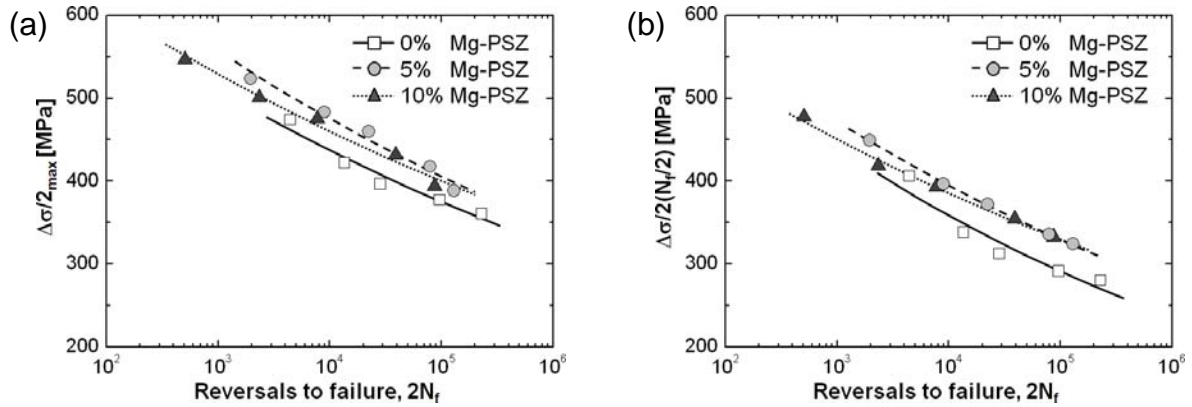 (a)
600
500
400
300
200
Δσ/2max [MPa]
0% Mg-PSZ
5% Mg-PSZ
10% Mg-PSZ
10² 10³ 10⁴ 10⁵ 10⁶
Reversals to failure, 2Nf
(b)
600
500
400
300
200
Δσ/2(Nf/2) [MPa]
0% Mg-PSZ
5% Mg-PSZ
10% Mg-PSZ
10² 10³ 10⁴ 10⁵ 10⁶
Reversals to failure, 2Nf